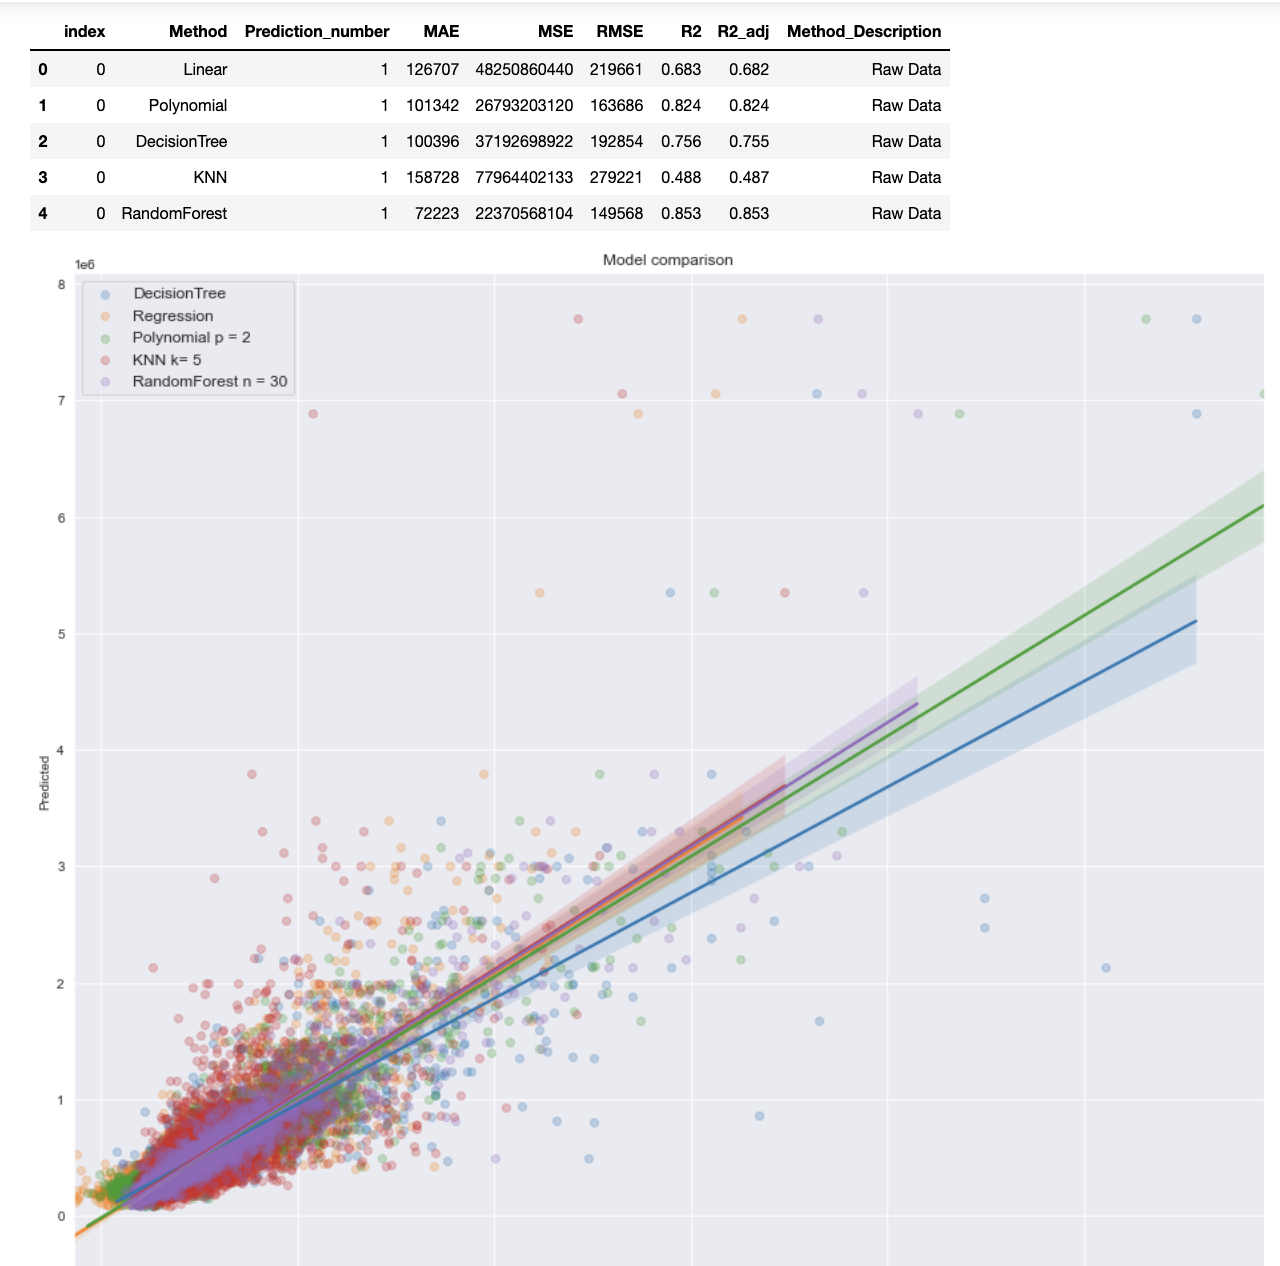 index Method Prediction_number MAE MSE RMSE R2 R2_adj Method_Description
0 0 Linear 1 126707 48250860440 219661 0.683 0.682 Raw Data
1 0 Polynomial 1 101342 26793203120 163686 0.824 0.824 Raw Data
2 0 DecisionTree 1 100396 37192698922 192854 0.756 0.755 Raw Data
3 0 KNN 1 158728 77964402133 279221 0.488 0.487 Raw Data
4 0 RandomForest 1 72223 22370568104 149568 0.853 0.853 Raw Data
Model comparison
1e6
8
DecisionTree
Regression
Polynomial p = 2
KNN k= 5
RandomForest n = 30
7
6
5
4
Predicted
3
2
1
0